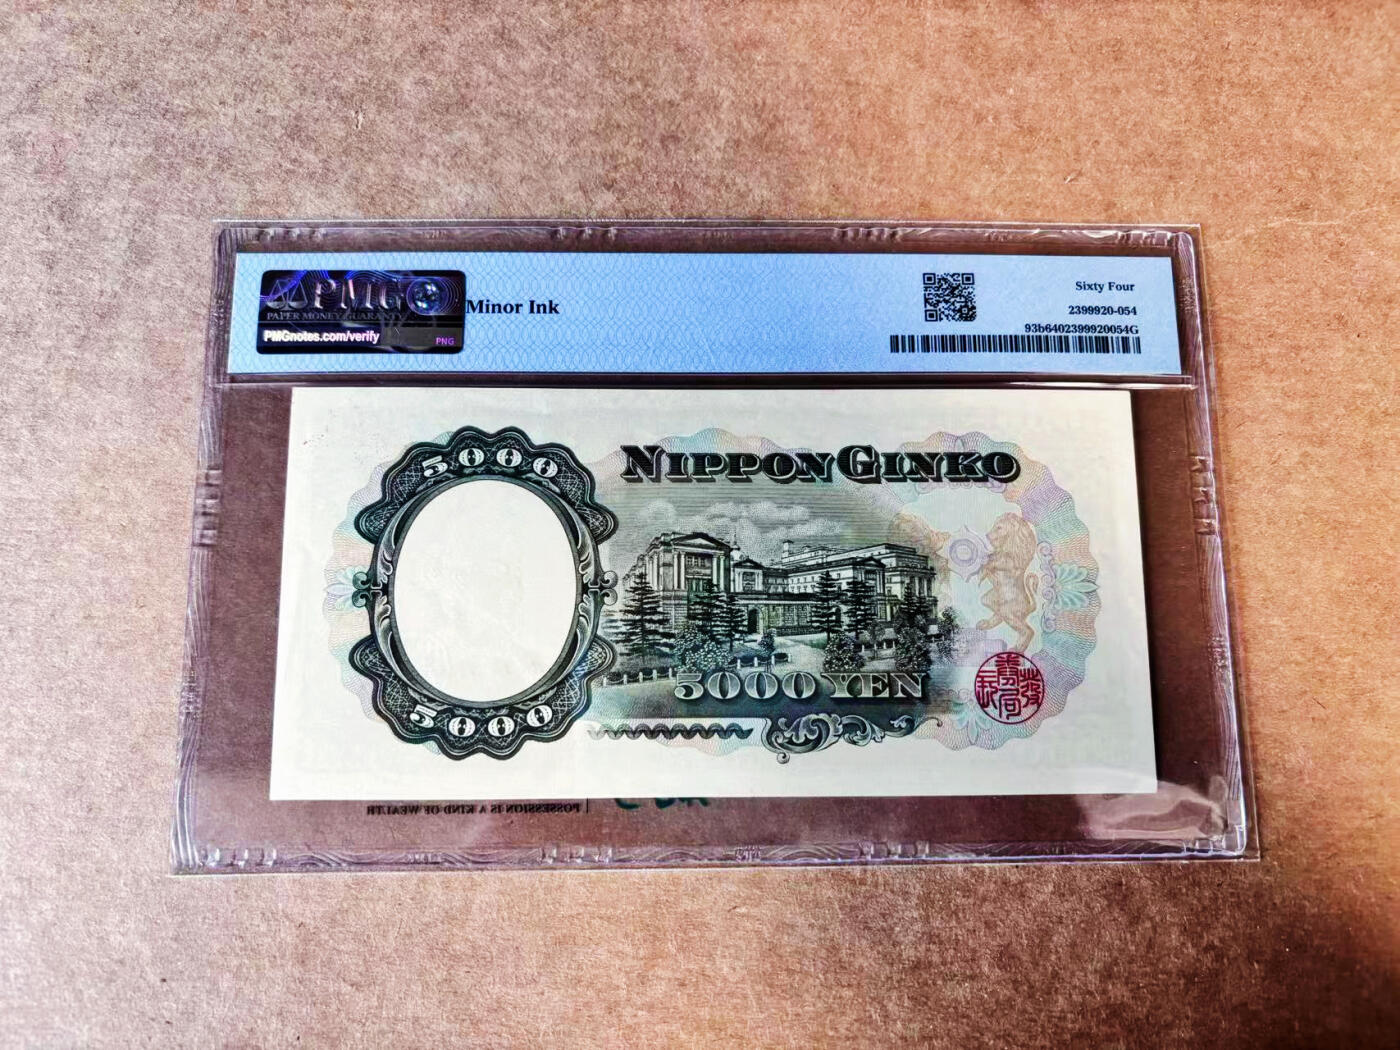 PMG
PAPER MONEY GUARANTY
PMGnotes.com/verify
PNG
Minor Ink
Sixty Four
2399920-054
93b6402399920054G
5000
NIPPON GINKO
5000 YEN
5000
POSSESSION IS A KIND OF WEALTH